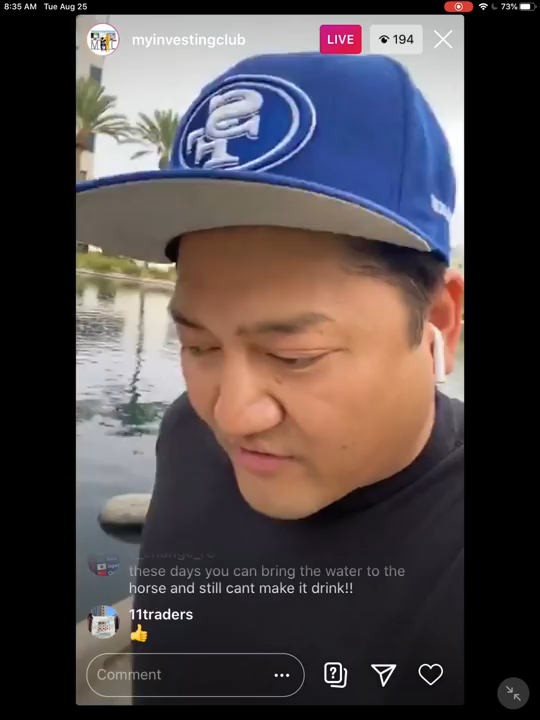 8:35 AM Tue Aug 25
73%
myinvestingclub
LIVE
194
these days you can bring the water to the
horse and still cant make it drink!!
11traders
👍
Comment